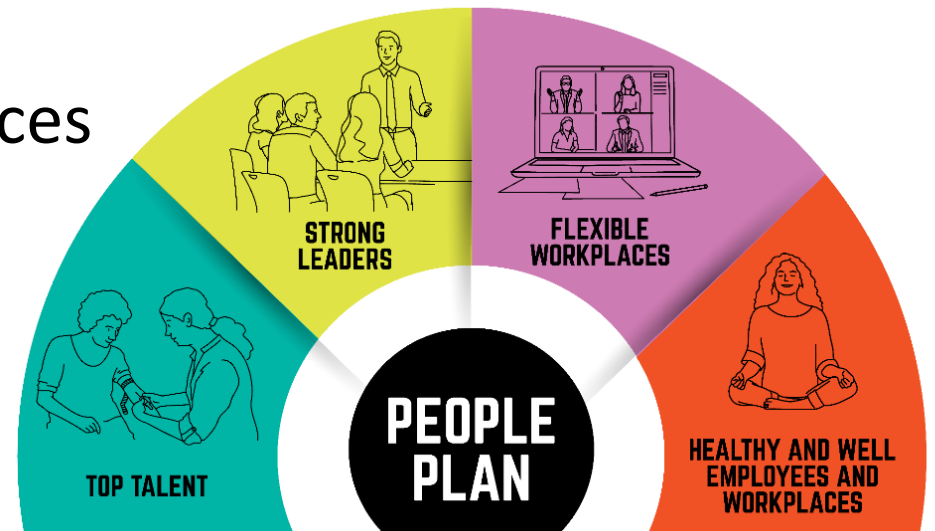 ces
STRONG
LEADERS
FLEXIBLE
WORKPLACES
TOP TALENT
PEOPLE
PLAN
HEALTHY AND WELL
EMPLOYEES AND
WORKPLACES